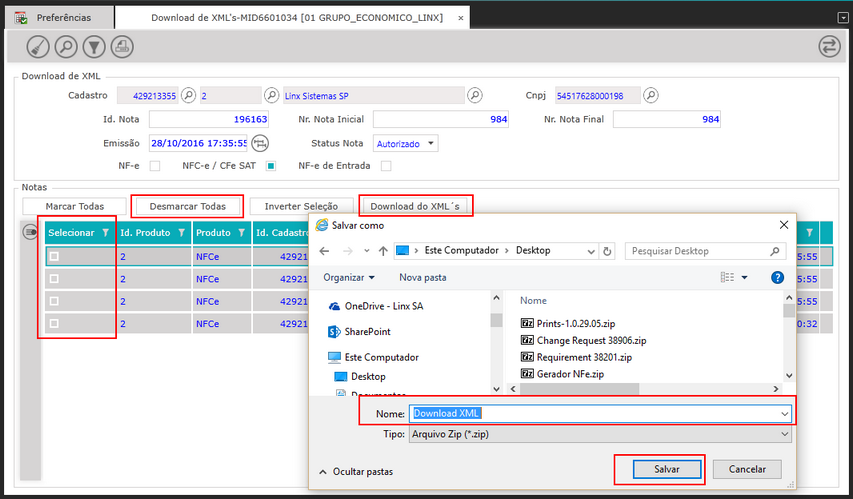 Preferências
Download de XML's-MID6601034 [01 GRUPO_ECONOMICO_LINX] ×
Download de XML
Cadastro 429213355 2 Linx Sistemas SP Cnpj 54517628000198
Id. Nota 196163 Nr. Nota Inicial 984 Nr. Nota Final 984
Emissão 28/10/2016 17:35:55 Status Nota Autorizado
NF-e NFC-e / CFe SAT NF-e de Entrada
Notas
Marcar Todas Desmarcar Todas Inverter Seleção Download do XML´s
Selecionar Id. Produto Produto Id. Cadastro
2 NFCe 42921 5:55
2 NFCe 42921 5:55
2 NFCe 42921 5:55
2 NFCe 42921 0:32
Salvar como
Este Computador Desktop Pesquisar Desktop
Organizar Nova pasta
OneDrive - Linx SA
SharePoint
Este Computador
Desktop
Documentos
Nome
Prints-1.0.29.05.zip
Change Request 38906.zip
Requirement 38201.zip
Gerador NFe.zip
Nome: Download XML
Tipo: Arquivo Zip (*.zip)
Ocultar pastas Salvar Cancelar